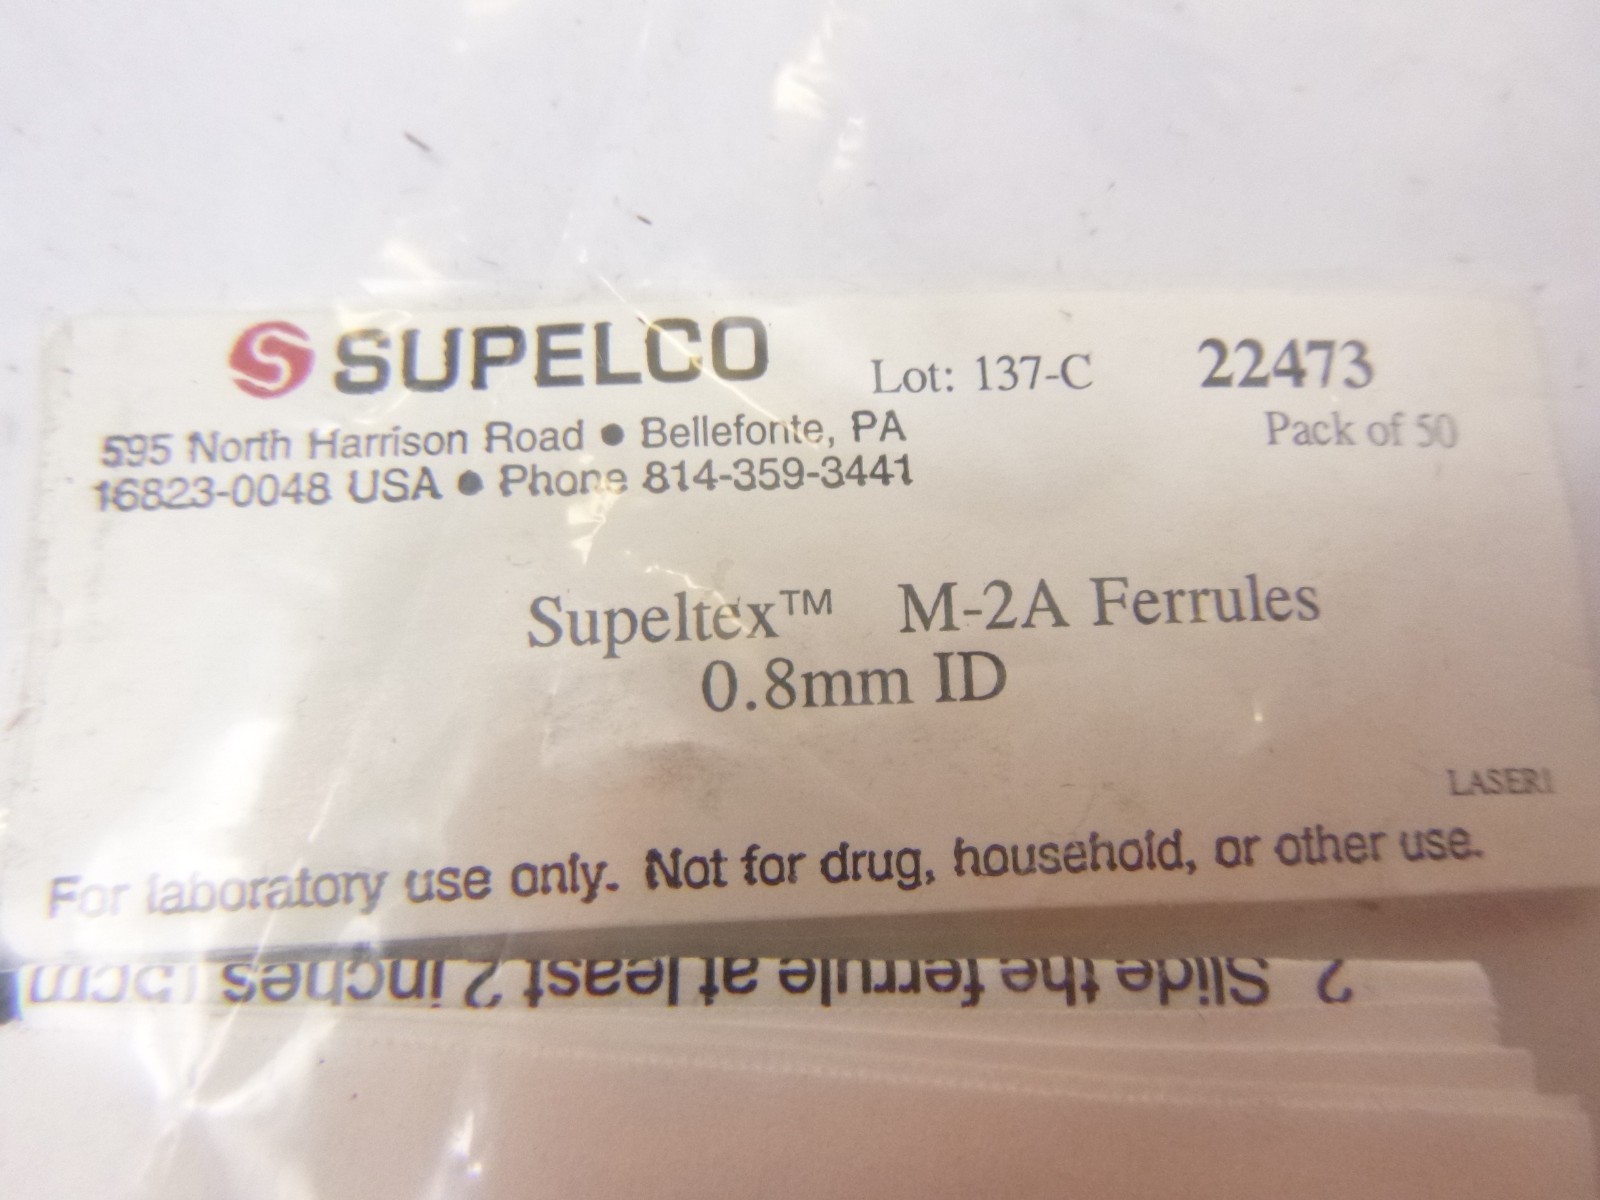 SUPELCO
Lot: 137-C
22473
Pack of 50
595 North Harrison Road ● Bellefonte, PA
16823-0048 USA ● Phone 814-359-3441
Supeltex™ M-2A Ferrules
0.8mm ID
LASER1
For laboratory use only. Not for drug, household, or other use.
2. Slide the ferrule at least 2 inches (5cm